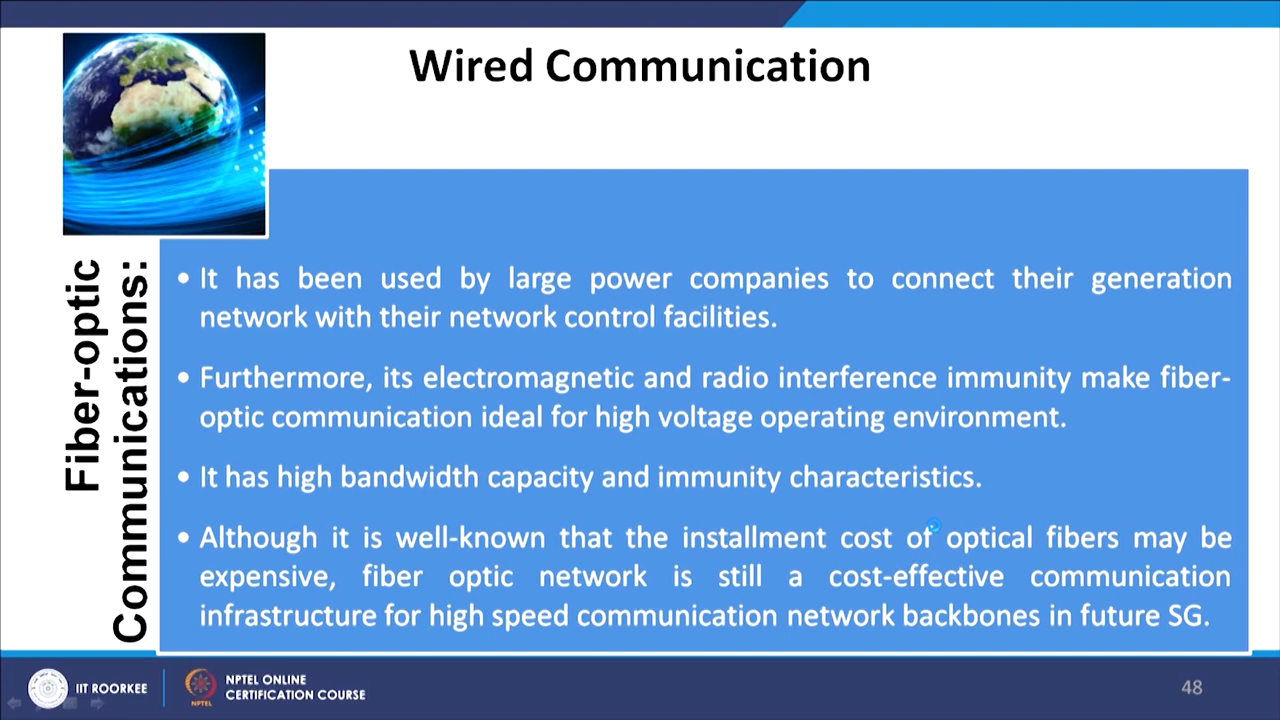 Wired Communication
Fiber-optic
Communications:
• It has been used by large power companies to connect their generation
network with their network control facilities.
• Furthermore, its electromagnetic and radio interference immunity make fiber-
optic communication ideal for high voltage operating environment.
• It has high bandwidth capacity and immunity characteristics.
• Although it is well-known that the installment cost of optical fibers may be
expensive, fiber optic network is still a cost-effective communication
infrastructure for high speed communication network backbones in future SG.
IIT ROORKEE
NPTEL
NPTEL ONLINE
CERTIFICATION COURSE
48